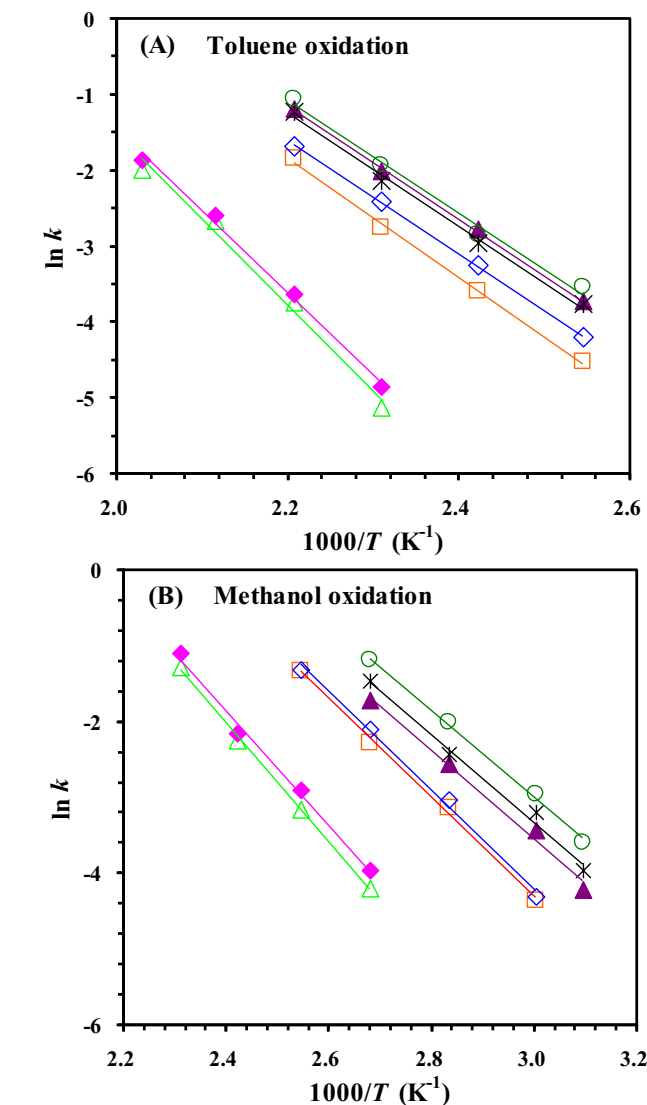 (A) Toluene oxidation
0
-1
-2
-3
-4
-5
-6
ln k
2.0 2.2 2.4 2.6
1000/T (K⁻¹)
(B) Methanol oxidation
0
-2
-4
-6
ln k
2.2 2.4 2.6 2.8 3.0 3.2
1000/T (K⁻¹)